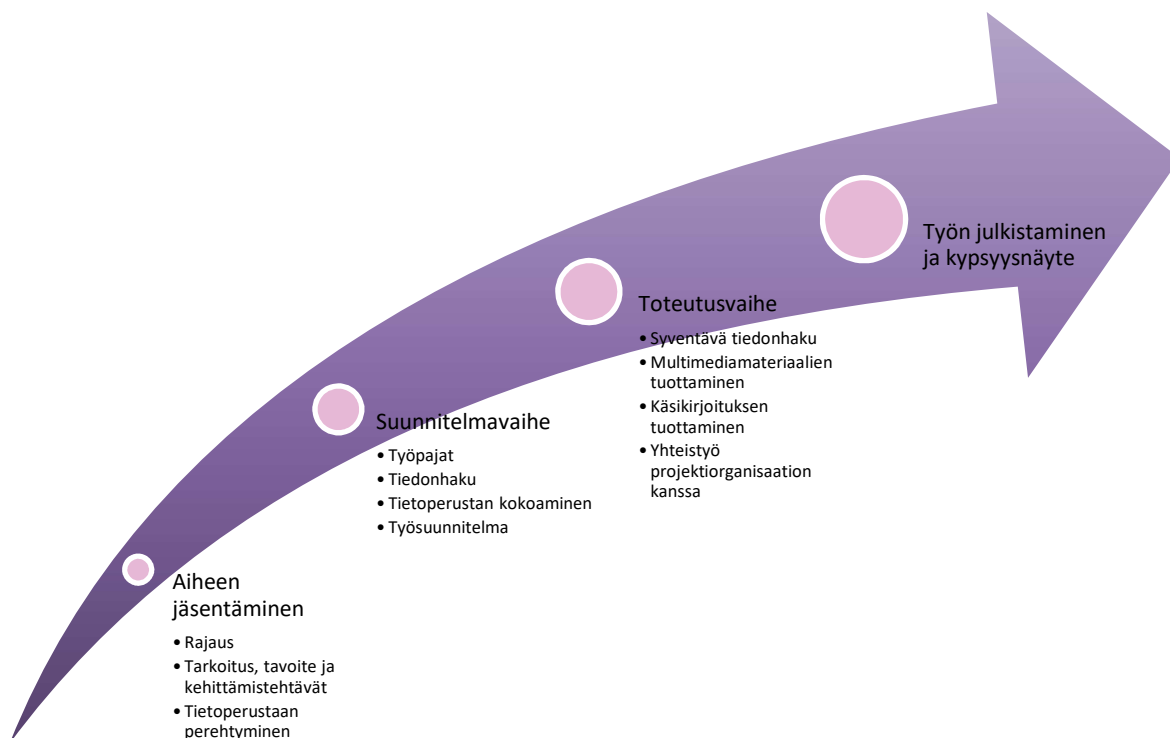 Aiheen
jäsentäminen
• Rajaus
• Tarkoitus, tavoite ja
kehittämistehtävät
• Tietoperustaan
perehtyminen
Suunnitelmavaihe
• Työpajat
• Tiedonhaku
• Tietoperustan kokoaminen
• Työsuunnitelma
Toteutusvaihe
• Syventävä tiedonhaku
• Multimediamateriaalien
tuottaminen
• Käsikirjoituksen
tuottaminen
• Yhteistyö
projektiorganisaation
kanssa
Työn julkistaminen
ja kypsyysnäyte